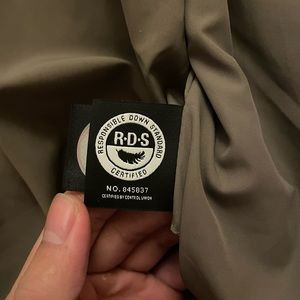 RESPONSIBLE DOWN STANDARD
R·D·S
CERTIFIED
NO. 845837
CERTIFIED BY CONTROL UNION